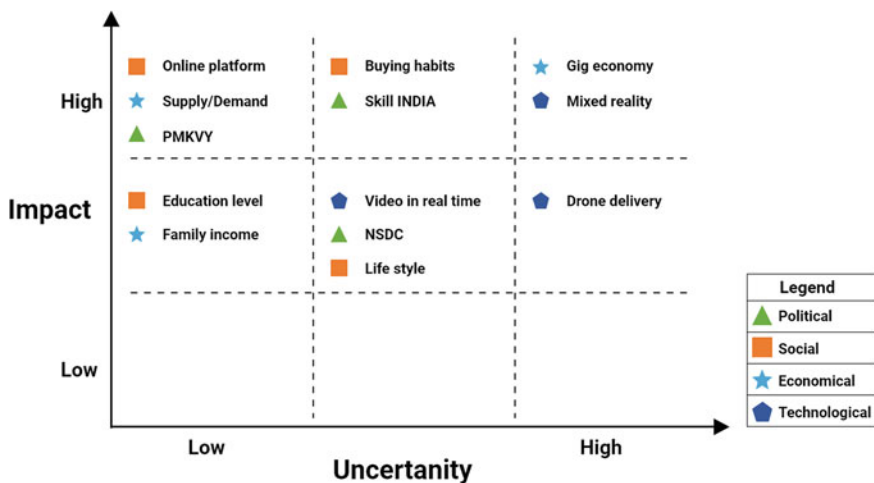 High
Online platform
Buying habits
Gig economy
Supply/Demand
Skill INDIA
Mixed reality
PMKVY
Impact
Education level
Video in real time
Drone delivery
Family income
NSDC
Life style
Low
Low
High
Uncertanity
Legend
Political
Social
Economical
Technological